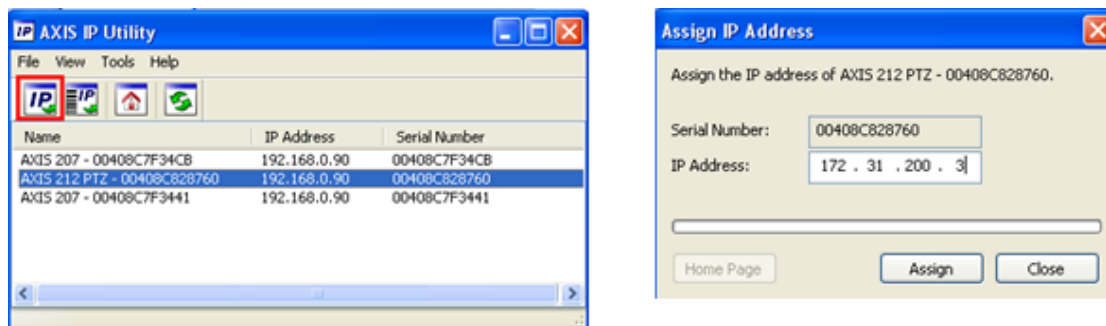 AXIS IP Utility
File View Tools Help
IP IP
Name IP Address Serial Number
AXIS 207 - 00408C7F34CB 192.168.0.90 00408C7F34CB
AXIS 212 PTZ - 00408C828760 192.168.0.90 00408C828760
AXIS 207 - 00408C7F3441 192.168.0.90 00408C7F3441
Assign IP Address
Assign the IP address of AXIS 212 PTZ - 00408C828760.
Serial Number: 00408C828760
IP Address: 172 . 31 . 200 . 3
Home Page Assign Close